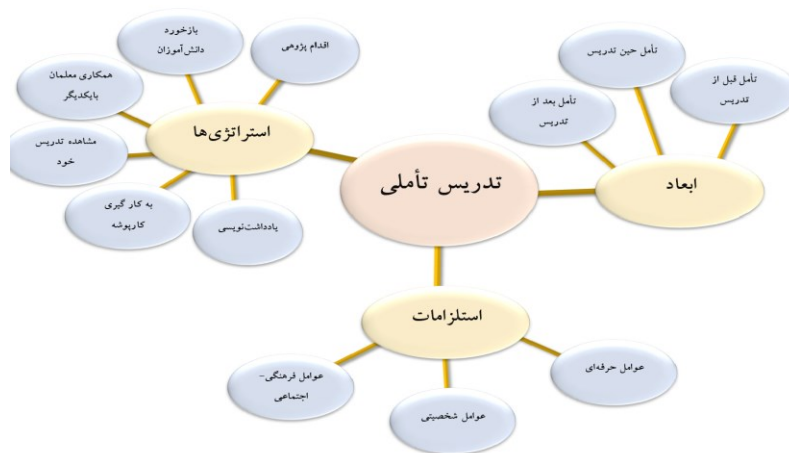 تدریس تأملی
ابعاد
تأمل قبل از
تدریس
تأمل حین تدریس
تأمل بعد از
تدریس
استراتژی‌ها
اقدام پژوهی
بازخورد
دانش‌آموزان
همکاری معلمان
بایکدیگر
مشاهده تدریس
خود
به کار گیری
کارپوشه
یادداشت‌نویسی
استلزامات
عوامل حرفه‌ای
عوامل شخصیتی
عوامل فرهنگی-
اجتماعی